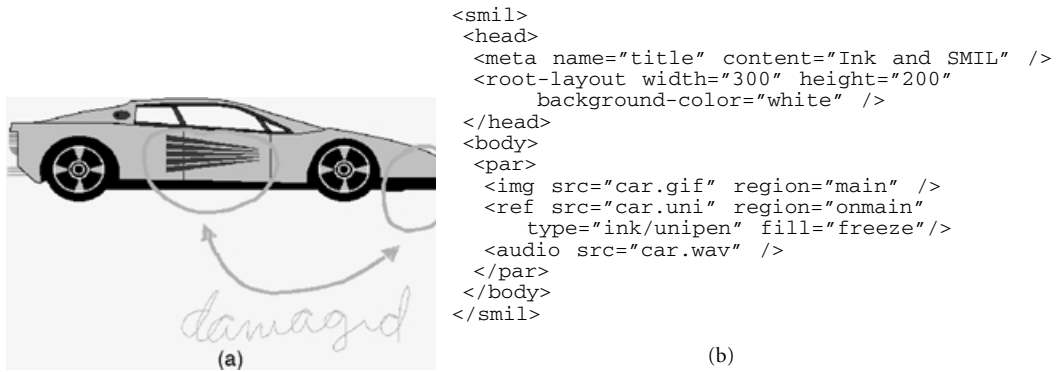 damaged
(a)
<smil>
<head>
<meta name="title" content="Ink and SMIL" />
<root-layout width="300" height="200"
background-color="white" />
</head>
<body>
<par>
<img src="car.gif" region="main" />
<ref src="car.uni" region="onmain"
type="ink/unipen" fill="freeze"/>
<audio src="car.wav" />
</par>
</body>
</smil>
(b)